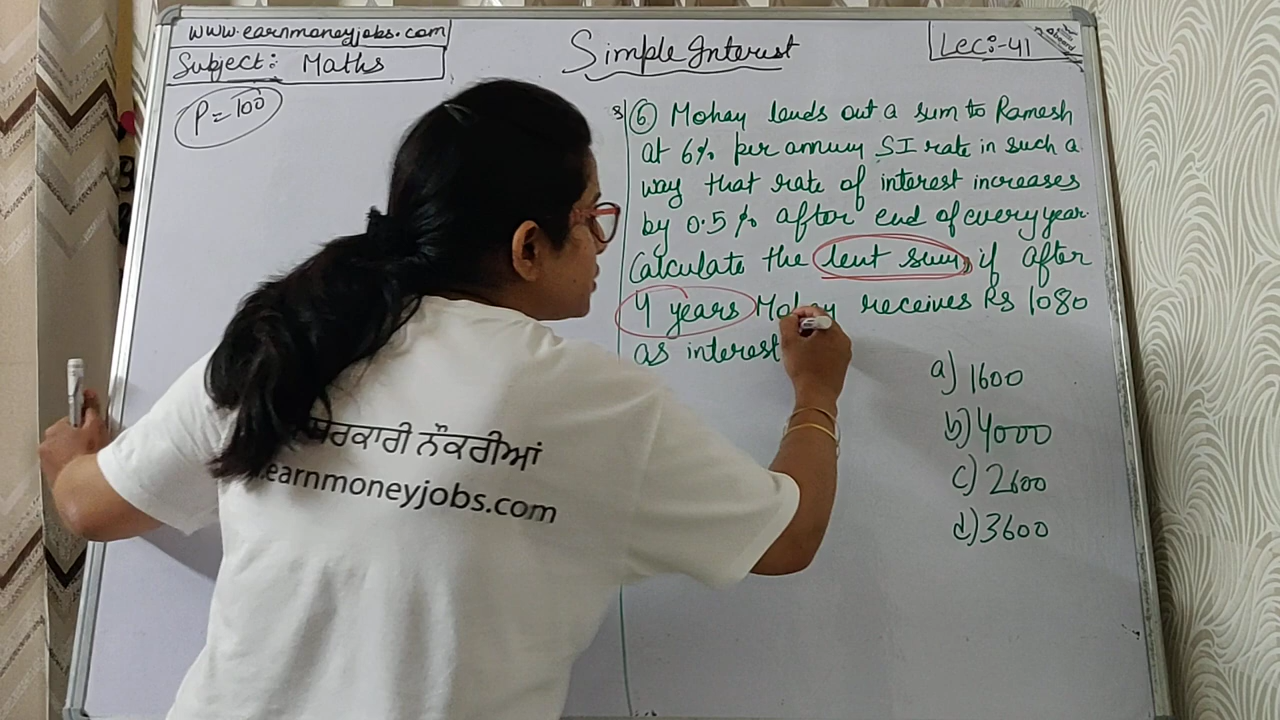 www.earnmoneyjobs.com
Subject: Maths
Simple Interest
Lec:-41
P=100
⑥ Mohay lends out a sum to Ramesh
at 6% per annum SI rate in such a
way that rate of interest increases
by 0.5% after end of every year.
Calculate the lent sum, if after
4 years Mohay receives Rs 1080
as interest
a) 1600
b) 4000
c) 2600
d) 3600
ਸਰਕਾਰੀ ਨੌਕਰੀਆਂ
.earnmoneyjobs.com